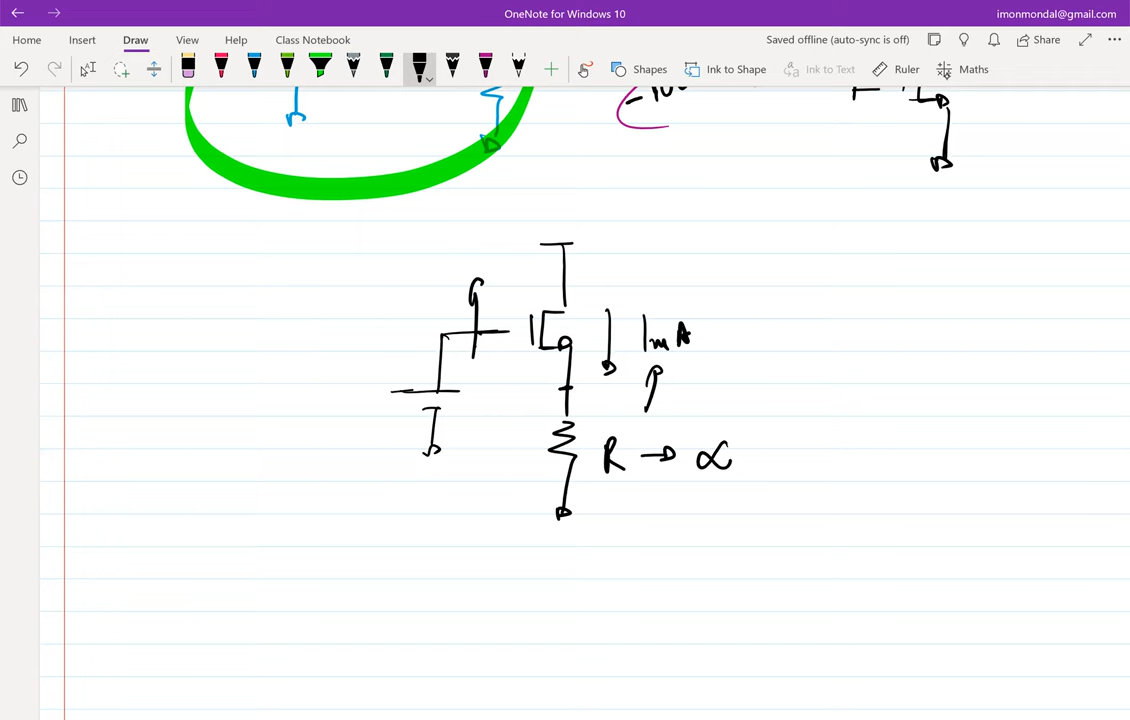 OneNote for Windows 10
imonmondal@gmail.com
Home Insert Draw View Help Class Notebook
Saved offline (auto-sync is off) Share
Shapes Ink to Shape Ink to Text Ruler Maths
1mA
R → ∝